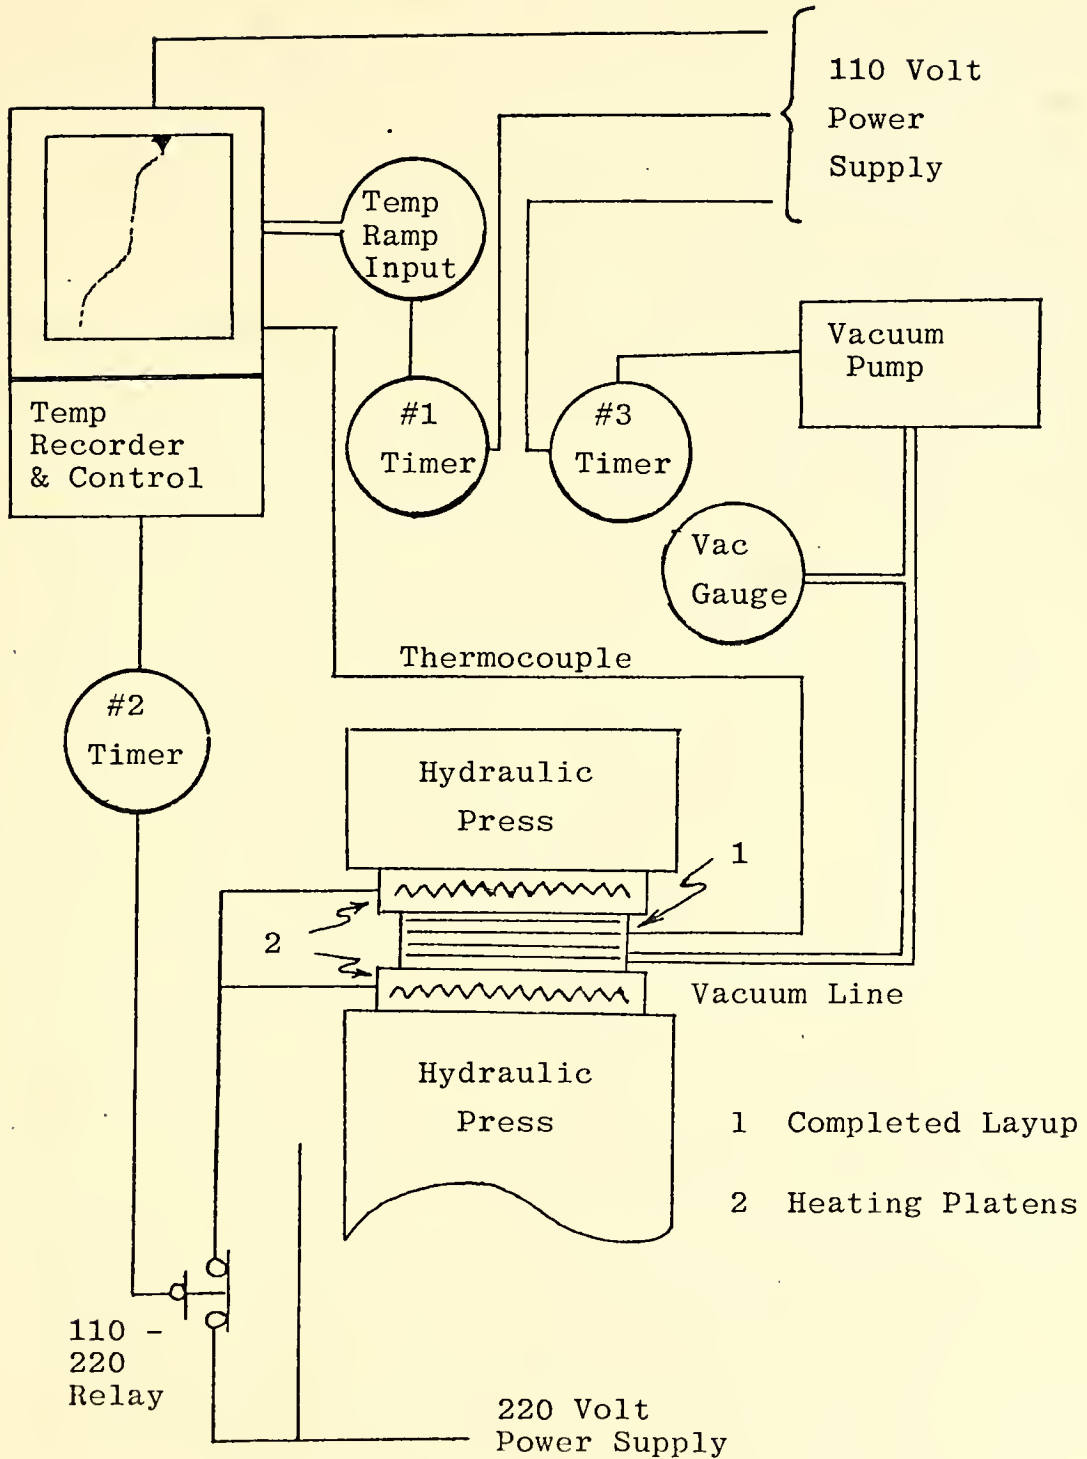 110 Volt
Power
Supply
Temp
Ramp
Input
Vacuum
Pump
Temp
Recorder
& Control
#1
Timer
#3
Timer
Vac
Gauge
Thermocouple
#2
Timer
Hydraulic
Press
1
2
Vacuum Line
Hydraulic
Press
1 Completed Layup
2 Heating Platens
110 -
220
Relay
220 Volt
Power Supply